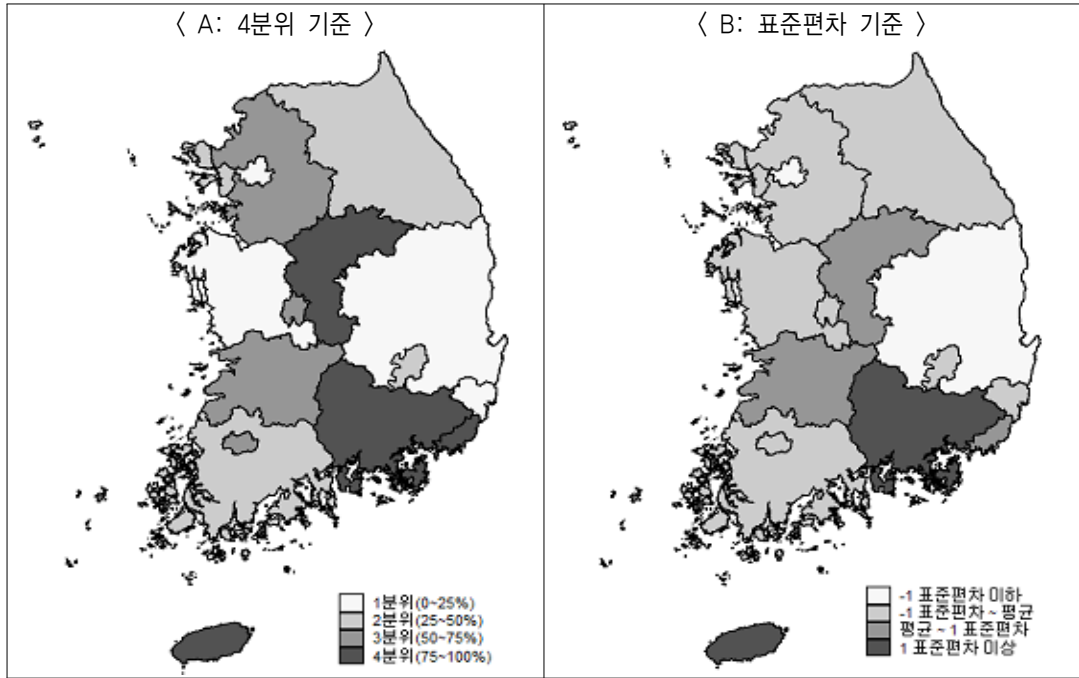 〈 A: 4분위 기준 〉
1분위(0~25%)
2분위(25~50%)
3분위(50~75%)
4분위(75~100%)
〈 B: 표준편차 기준 〉
-1 표준편차 이하
-1 표준편차 ~ 평균
평균 ~ 1 표준편차
1 표준편차 이상